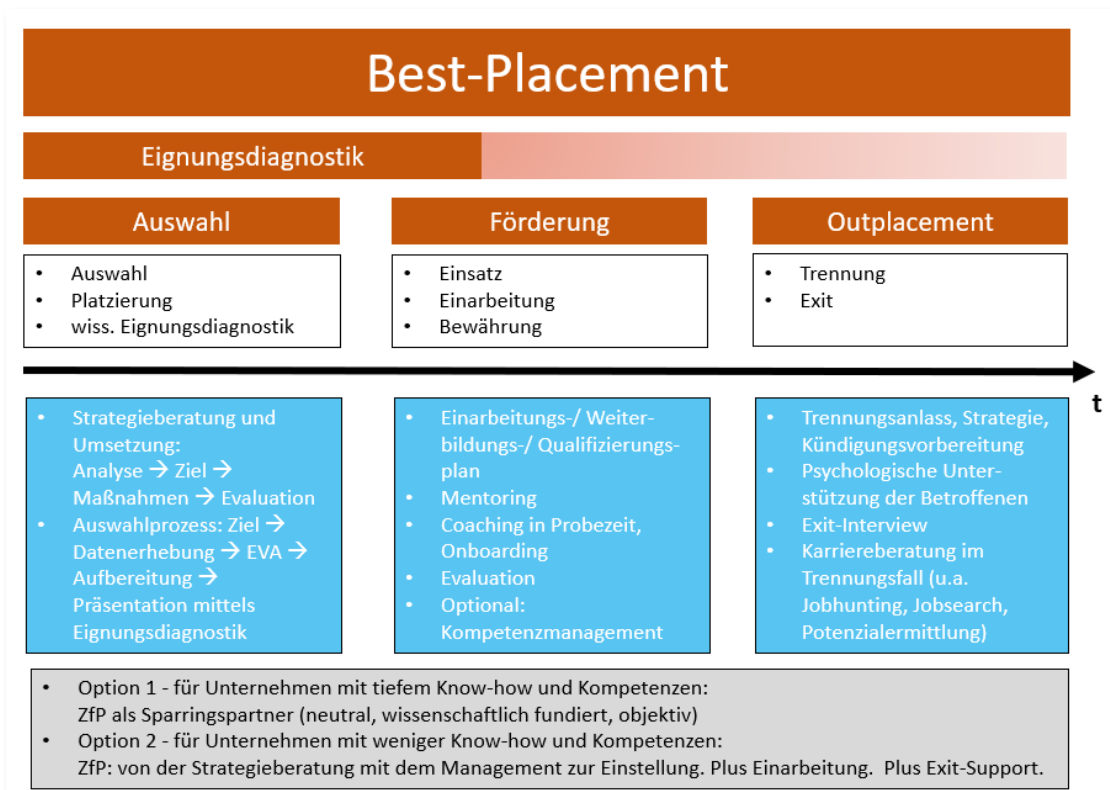 Best-Placement
Eignungsdiagnostik
Auswahl
• Auswahl
• Platzierung
• wiss. Eignungsdiagnostik
Förderung
• Einsatz
• Einarbeitung
• Bewährung
Outplacement
• Trennung
• Exit
t
• Strategieberatung und
Umsetzung:
Analyse → Ziel →
Maßnahmen → Evaluation
• Auswahlprozess: Ziel →
Datenerhebung → EVA →
Aufbereitung →
Präsentation mittels
Eignungsdiagnostik
• Einarbeitungs-/ Weiter-
bildungs-/ Qualifizierungs-
plan
• Mentoring
• Coaching in Probezeit,
Onboarding
• Evaluation
• Optional:
Kompetenzmanagement
• Trennungsanlass, Strategie,
Kündigungsvorbereitung
• Psychologische Unter-
stützung der Betroffenen
• Exit-Interview
• Karriereberatung im
Trennungsfall (u.a.
Jobhunting, Jobsearch,
Potenzialermittlung)
• Option 1 - für Unternehmen mit tiefem Know-how und Kompetenzen:
ZfP als Sparringspartner (neutral, wissenschaftlich fundiert, objektiv)
• Option 2 - für Unternehmen mit weniger Know-how und Kompetenzen:
ZfP: von der Strategieberatung mit dem Management zur Einstellung. Plus Einarbeitung. Plus Exit-Support.